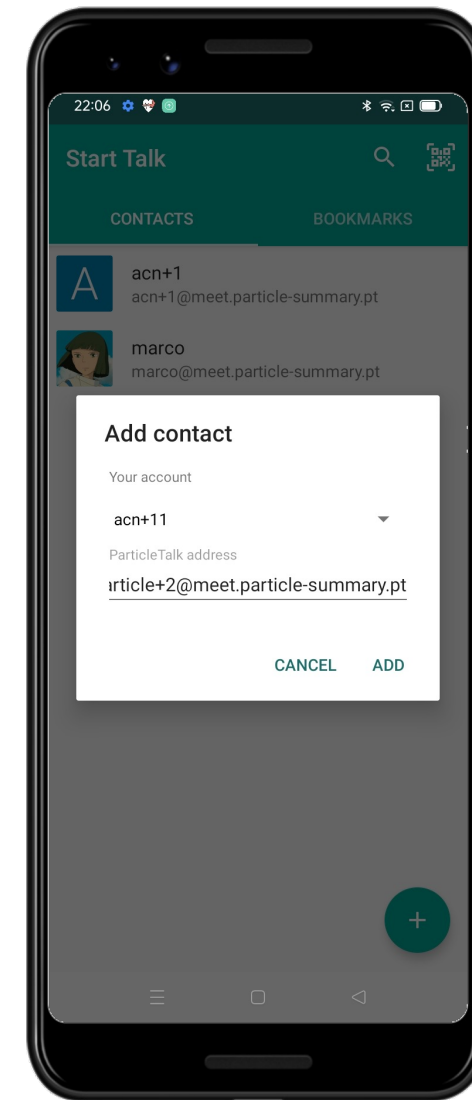 22:06
Start Talk
CONTACTS BOOKMARKS
A
acn+1
acn+1@meet.particle-summary.pt
marco
marco@meet.particle-summary.pt
Add contact
Your account
acn+11
ParticleTalk address
rticle+2@meet.particle-summary.pt
CANCEL ADD